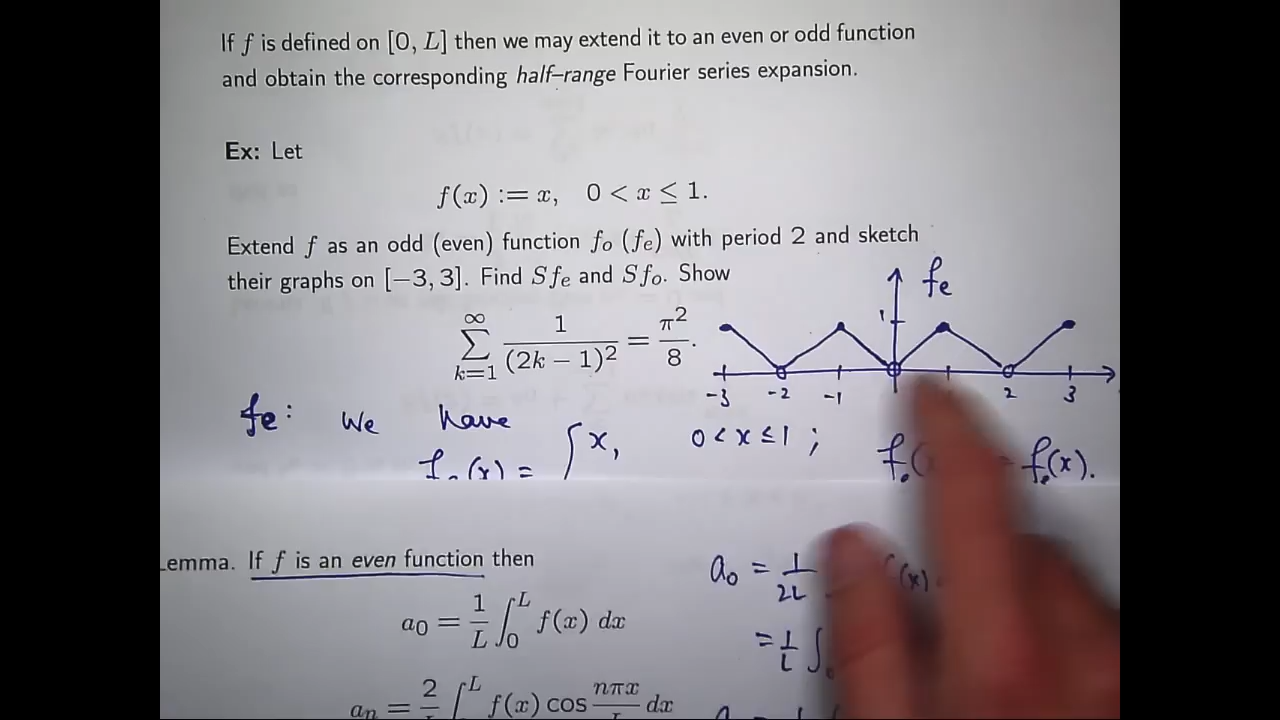 If f is defined on [0, L] then we may extend it to an even or odd function
and obtain the corresponding half–range Fourier series expansion.
Ex: Let
f(x) := x, 0 < x ≤ 1.
Extend f as an odd (even) function f_o (f_e) with period 2 and sketch
their graphs on [−3, 3]. Find Sf_e and Sf_o. Show
∑_{k=1}^{∞} 1/(2k − 1)^2 = π^2/8.
f_e
1
-3 -2 -1 2 3
f_e: We have
0 < x ≤ 1 ;
{ x,
(x) =
(x).
Lemma. If f is an even function then
a_0 = 1/L ∫_0^L f(x) dx
a_0 = 1/2L
(x)
= 1/L ∫
a_n = 2/L ∫^L f(x) cos nπx/L dx